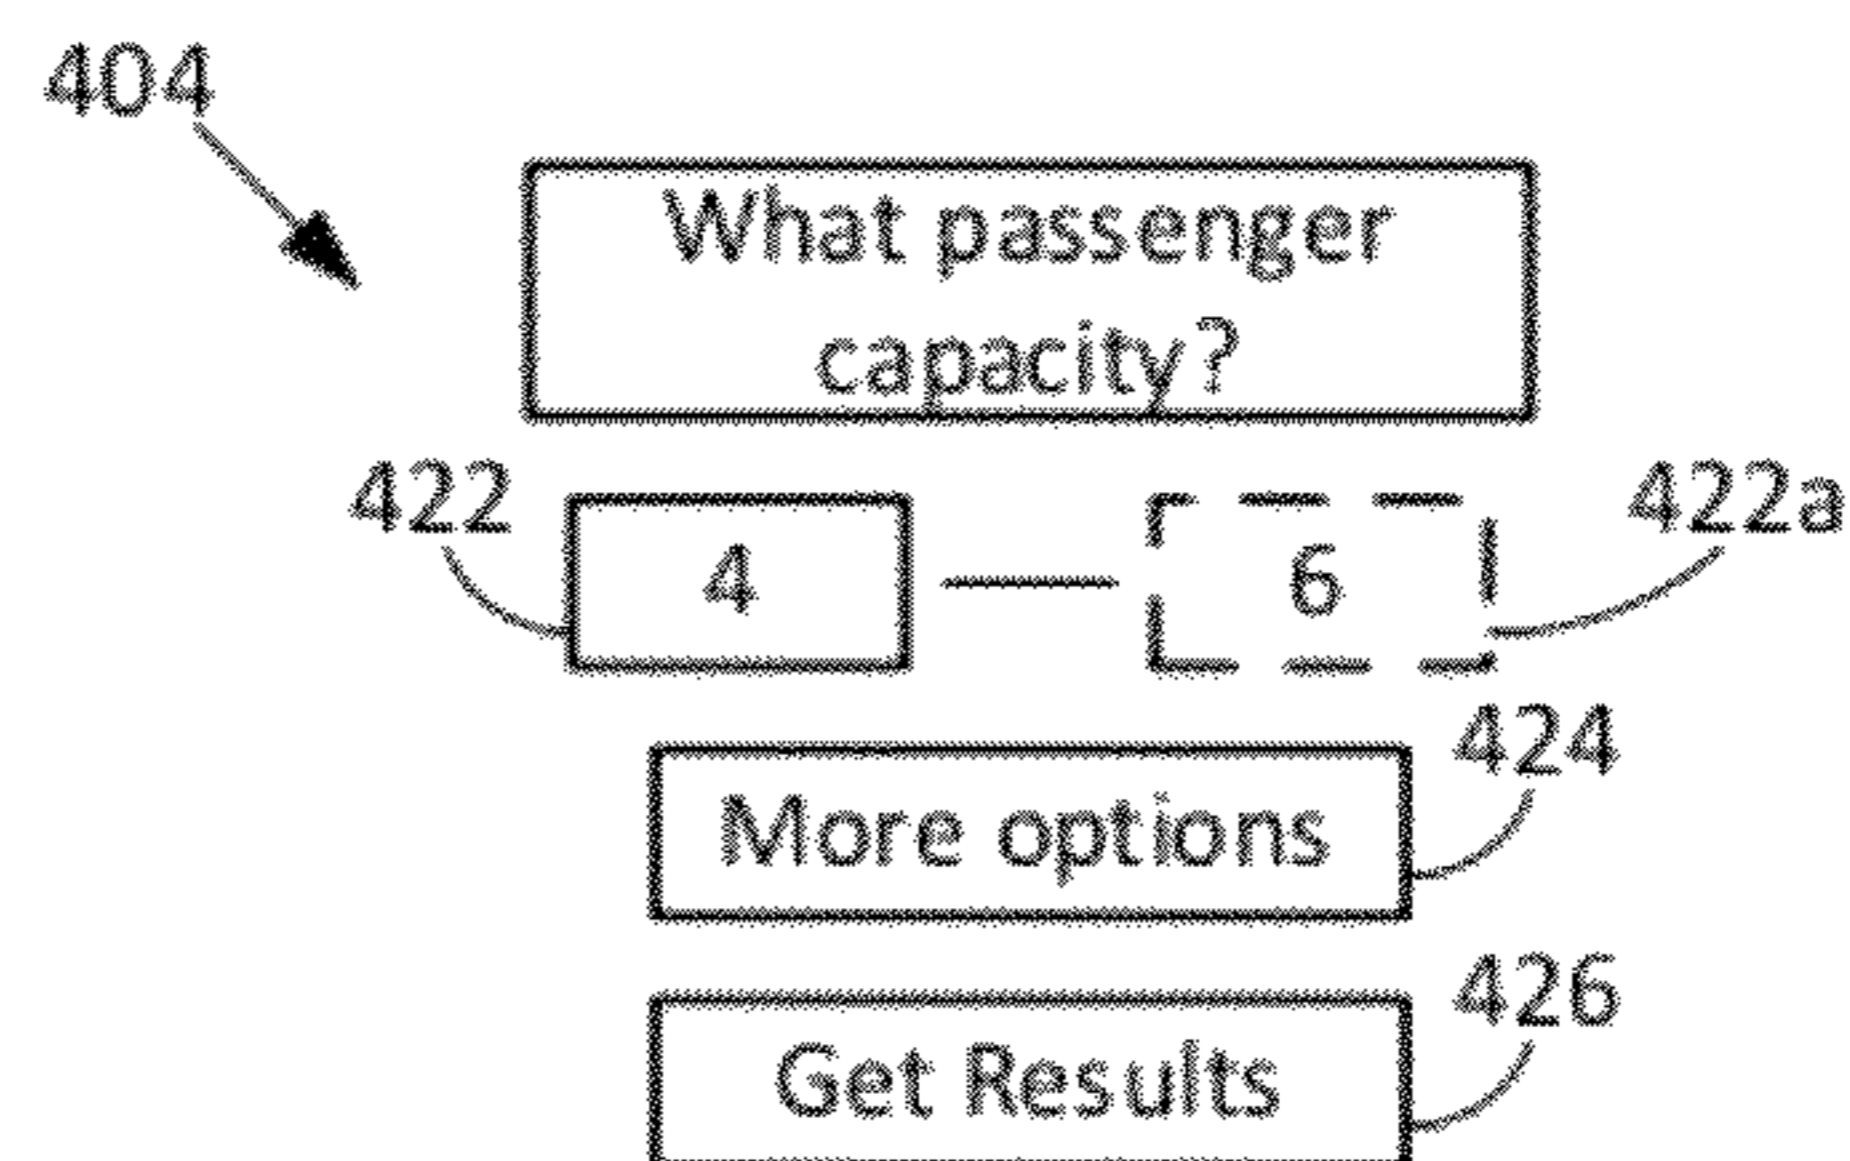 404
What passenger
capacity?
422
4
—
6
422a
424
More options
426
Get Results